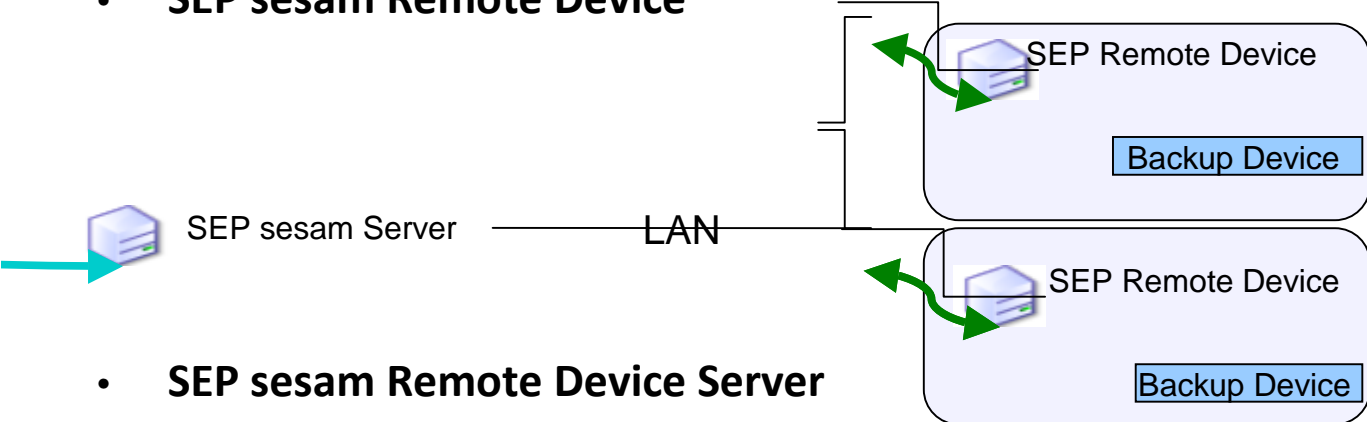 • SEP sesam Remote Device
SEP Remote Device
Backup Device
SEP sesam Server
LAN
SEP Remote Device
• SEP sesam Remote Device Server
Backup Device